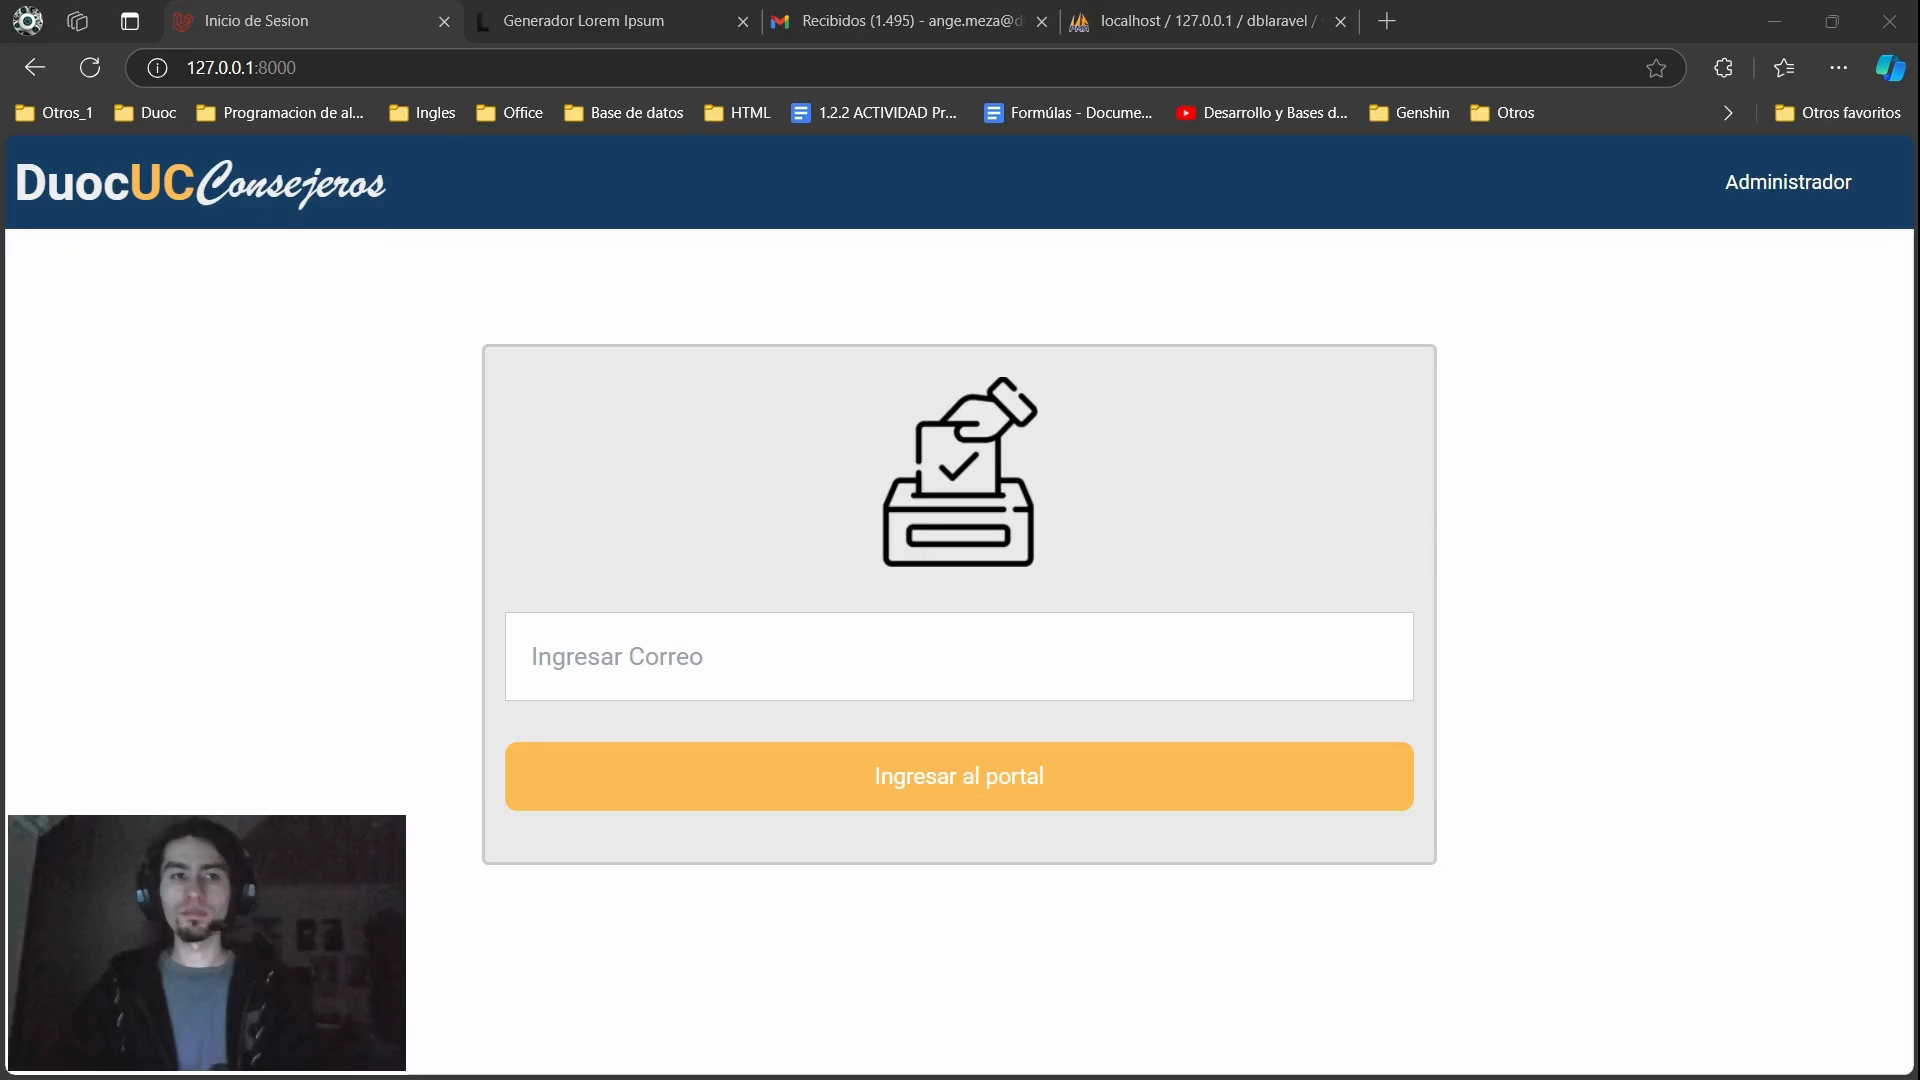 Inicio de Sesion
Generador Lorem Ipsum
Recibidos (1.495) - ange.meza@d
localhost / 127.0.0.1 / dblaravel /
127.0.0.1:8000
Otros_1
Duoc
Programacion de al...
Ingles
Office
Base de datos
HTML
1.2.2 ACTIVIDAD Pr...
Formúlas - Docume...
Desarrollo y Bases d...
Genshin
Otros
Otros favoritos
DuocUC Consejeros
Administrador
Ingresar Correo
Ingresar al portal